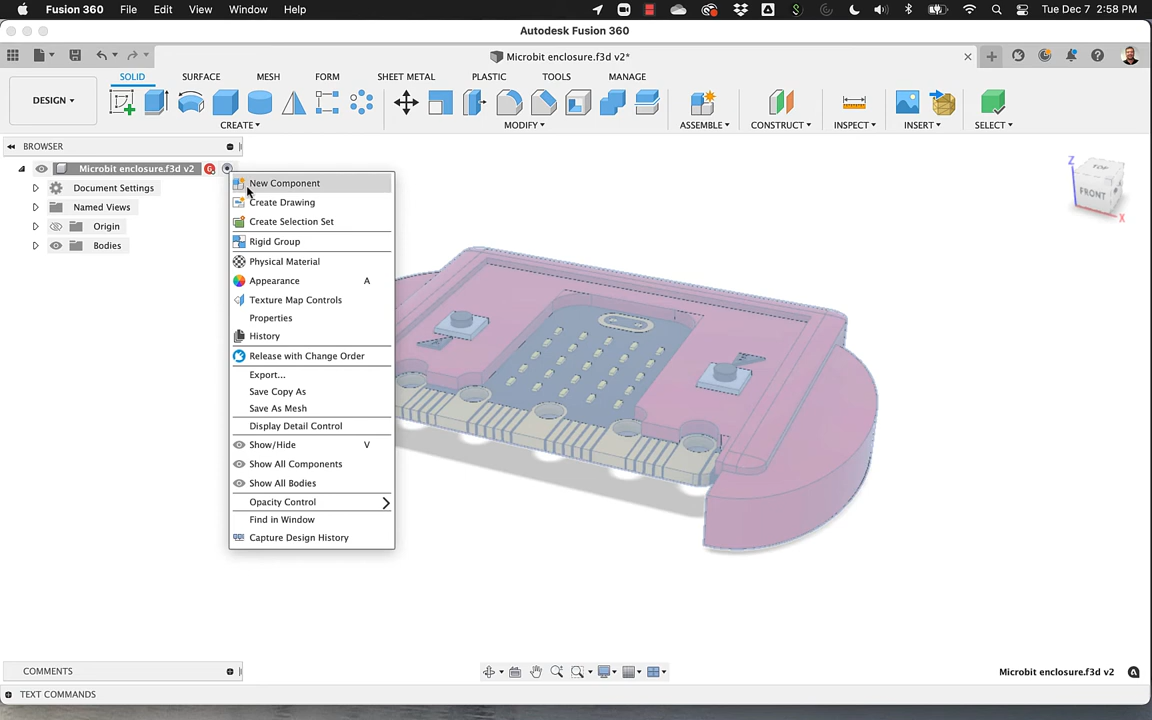 Fusion 360 File Edit View Window Help Tue Dec 7 2:58 PM
Autodesk Fusion 360
Microbit enclosure.f3d v2*
SOLID SURFACE MESH FORM SHEET METAL PLASTIC TOOLS MANAGE
DESIGN
CREATE MODIFY ASSEMBLE CONSTRUCT INSPECT INSERT SELECT
BROWSER
Microbit enclosure.f3d v2
Document Settings
Named Views
Origin
Bodies
New Component
Create Drawing
Create Selection Set
Rigid Group
Physical Material
Appearance A
Texture Map Controls
Properties
History
Release with Change Order
Export...
Save Copy As
Save As Mesh
Display Detail Control
Show/Hide V
Show All Components
Show All Bodies
Opacity Control
Find in Window
Capture Design History
Z
TOP
FRONT
X
COMMENTS
Microbit enclosure.f3d v2
TEXT COMMANDS